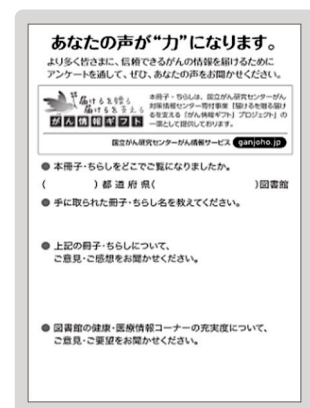 あなたの声が“力”になります。
より多く皆さまに、信頼できるがんの情報を届けるために
アンケートを通して、ぜひ、あなたの声をお聞かせください。
届けるを贈る
届けるを支える
がん情報ギフト
本冊子・ちらしは、国立がん研究センターがん
対策情報センター寄付事業「届けるを贈る届け
るを支える「がん情報ギフト」プロジェクト」の
一環として提供しております。
国立がん研究センターがん情報サービス ganjoho.jp
● 本冊子・ちらしをどこでご覧になりましたか。
( )都道府県( )図書館
● 手に取られた冊子・ちらし名を教えてください。
● 上記の冊子・ちらしについて、
ご意見・ご感想をお聞かせください。
● 図書館の健康・医療情報コーナーの充実度について、
ご意見・ご要望をお聞かせください。